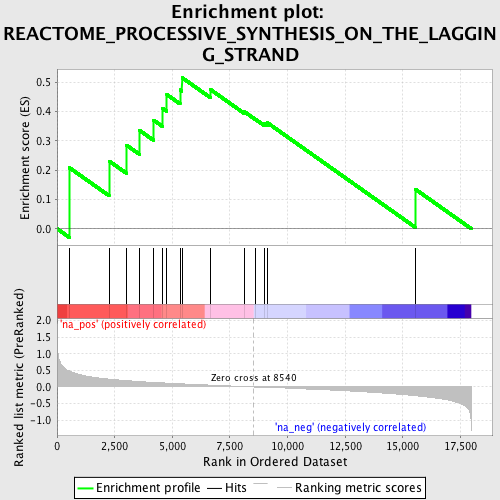 Enrichment plot:
REACTOME_PROCESSIVE_SYNTHESIS_ON_THE_LAGGIN
G_STRAND
Enrichment score (ES)
0.5
0.4
0.3
0.2
0.1
0.0
Ranked list metric (PreRanked)
2.0
1.5
1.0
0.5
0.0
-0.5
-1.0
'na_pos' (positively correlated)
Zero cross at 8540
'na_neg' (negatively correlated)
0
2,500
5,000
7,500
10,000
12,500
15,000
17,500
Rank in Ordered Dataset
Enrichment profile
Hits
Ranking metric scores